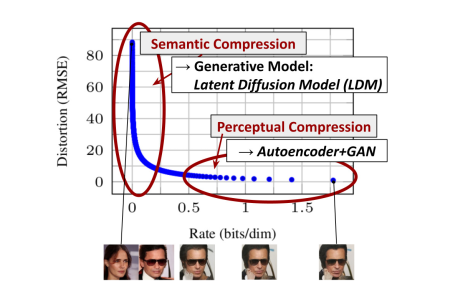 Semantic Compression
→ Generative Model:
Latent Diffusion Model (LDM)
Perceptual Compression
→ Autoencoder+GAN
Distortion (RMSE)
80
60
40
20
0
0
0.5
1
1.5
Rate (bits/dim)